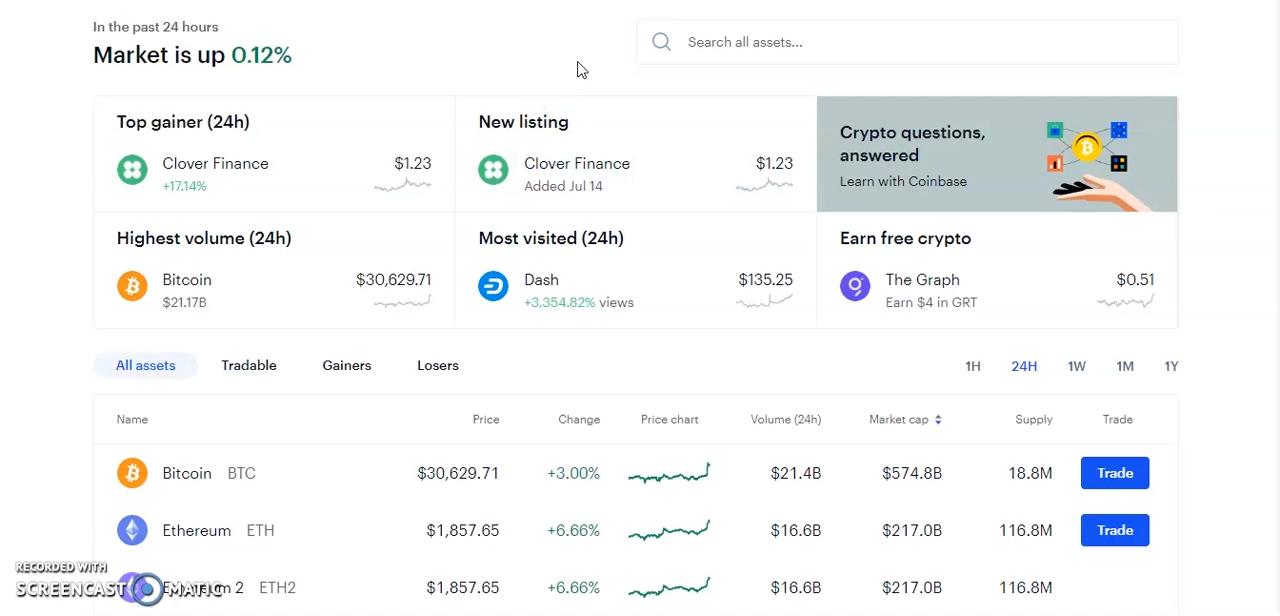 In the past 24 hours
Market is up 0.12%
Search all assets...
Top gainer (24h)
Clover Finance
$1.23
+17.14%
New listing
Clover Finance
$1.23
Added Jul 14
Crypto questions,
answered
Learn with Coinbase
Highest volume (24h)
Bitcoin
$30,629.71
$21.17B
Most visited (24h)
Dash
$135.25
+3,354.82% views
Earn free crypto
The Graph
$0.51
Earn $4 in GRT
All assets Tradable Gainers Losers 1H 24H 1W 1M 1Y
Name Price Change Price chart Volume (24h) Market cap Supply Trade
Bitcoin BTC $30,629.71 +3.00% $21.4B $574.8B 18.8M Trade
Ethereum ETH $1,857.65 +6.66% $16.6B $217.0B 116.8M Trade
RECORDED WITH
SCREENCAST MATIC
2 ETH2 $1,857.65 +6.66% $16.6B $217.0B 116.8M